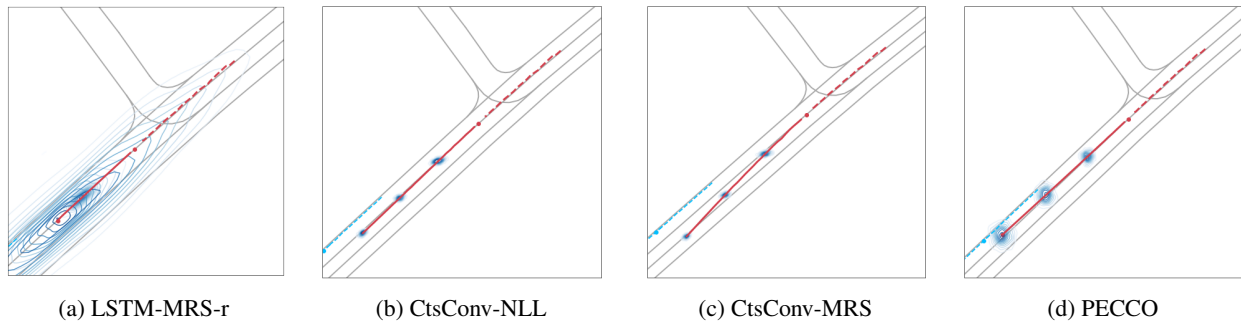 (a) LSTM-MRS-r
(b) CtsConv-NLL
(c) CtsConv-MRS
(d) PECCO